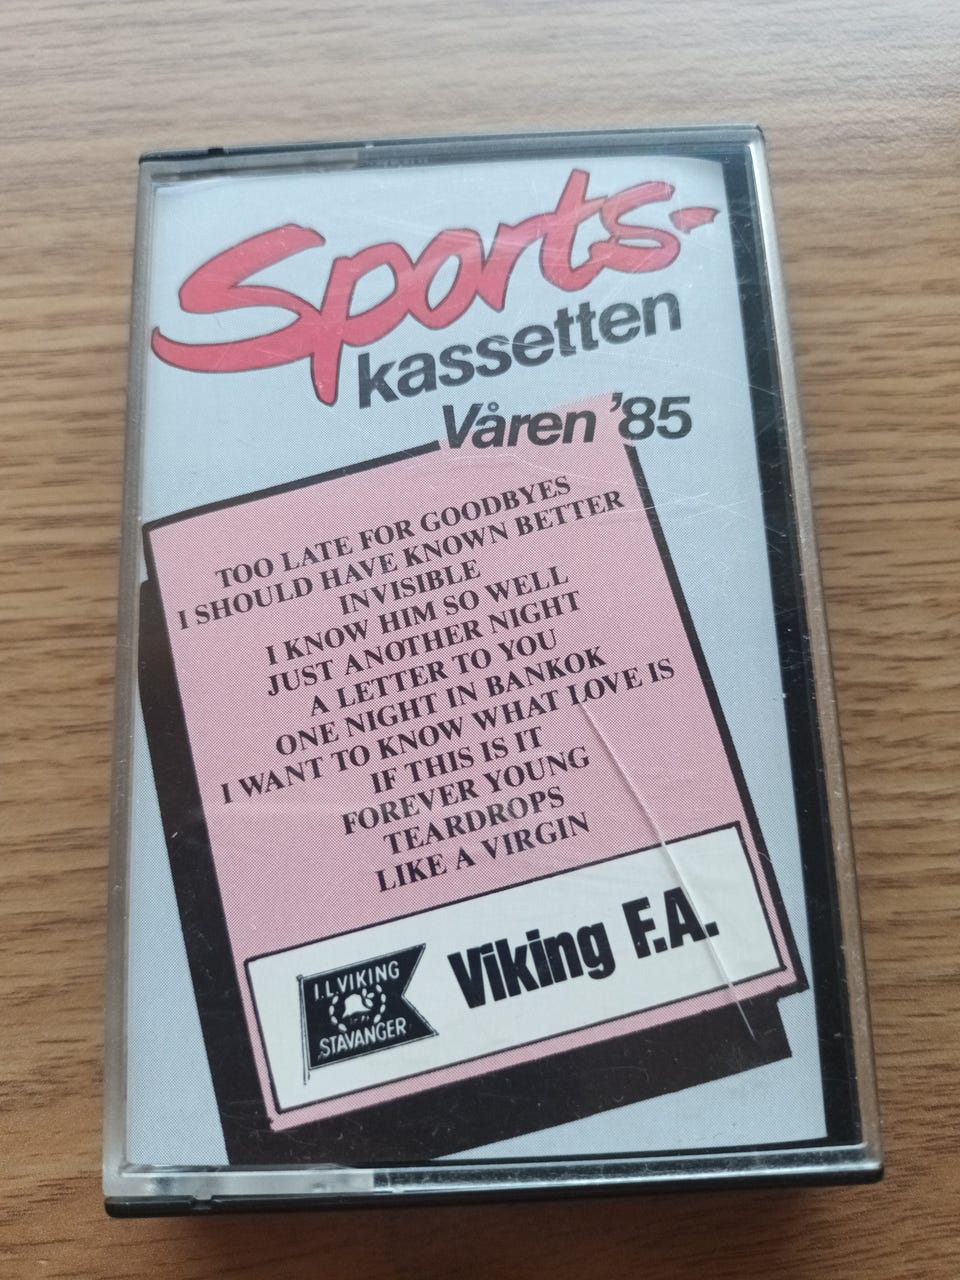 Sports-
kassetten
Våren '85
TOO LATE FOR GOODBYES
I SHOULD HAVE KNOWN BETTER
INVISIBLE
I KNOW HIM SO WELL
JUST ANOTHER NIGHT
A LETTER TO YOU
ONE NIGHT IN BANKOK
I WANT TO KNOW WHAT LOVE IS
IF THIS IS IT
FOREVER YOUNG
TEARDROPS
LIKE A VIRGIN
I.L VIKING
STAVANGER
Viking F.A.